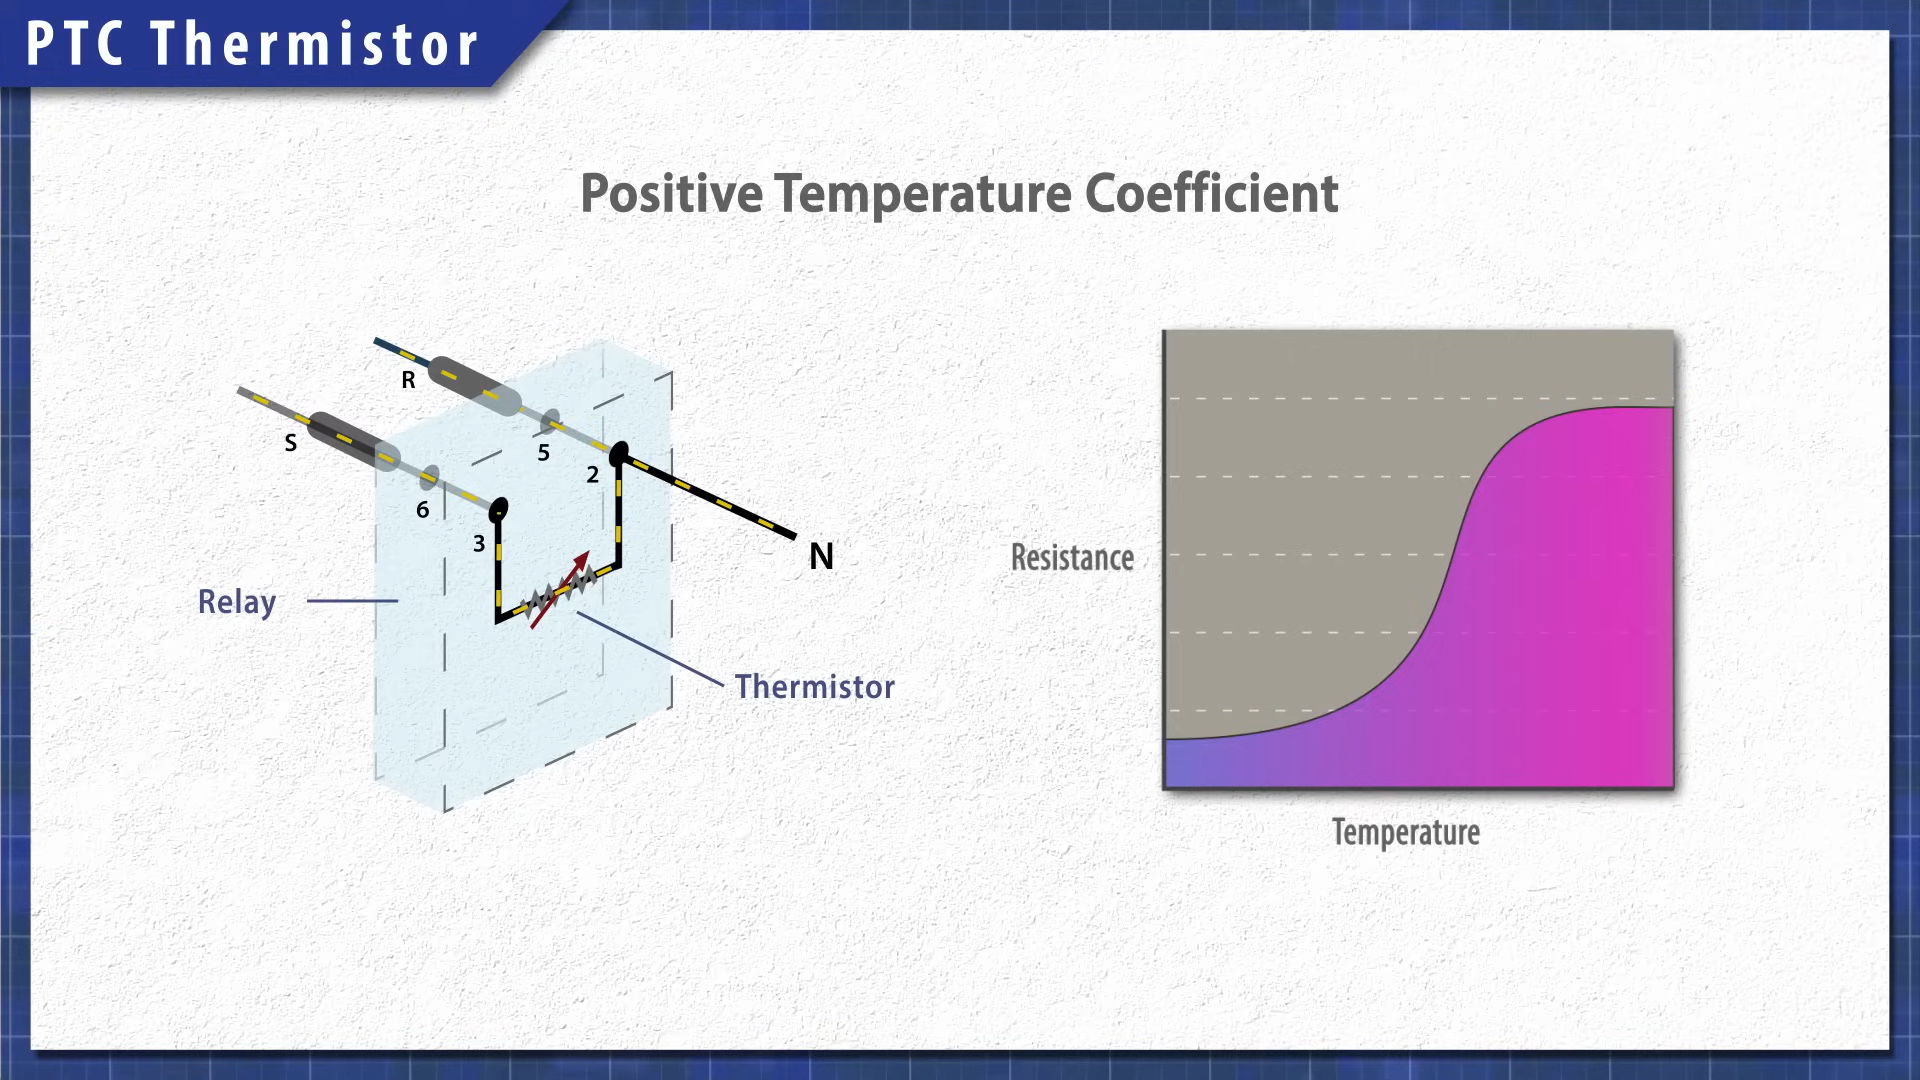 PTC Thermistor
Positive Temperature Coefficient
R
S
5
2
6
3
N
Relay
Thermistor
Resistance
Temperature